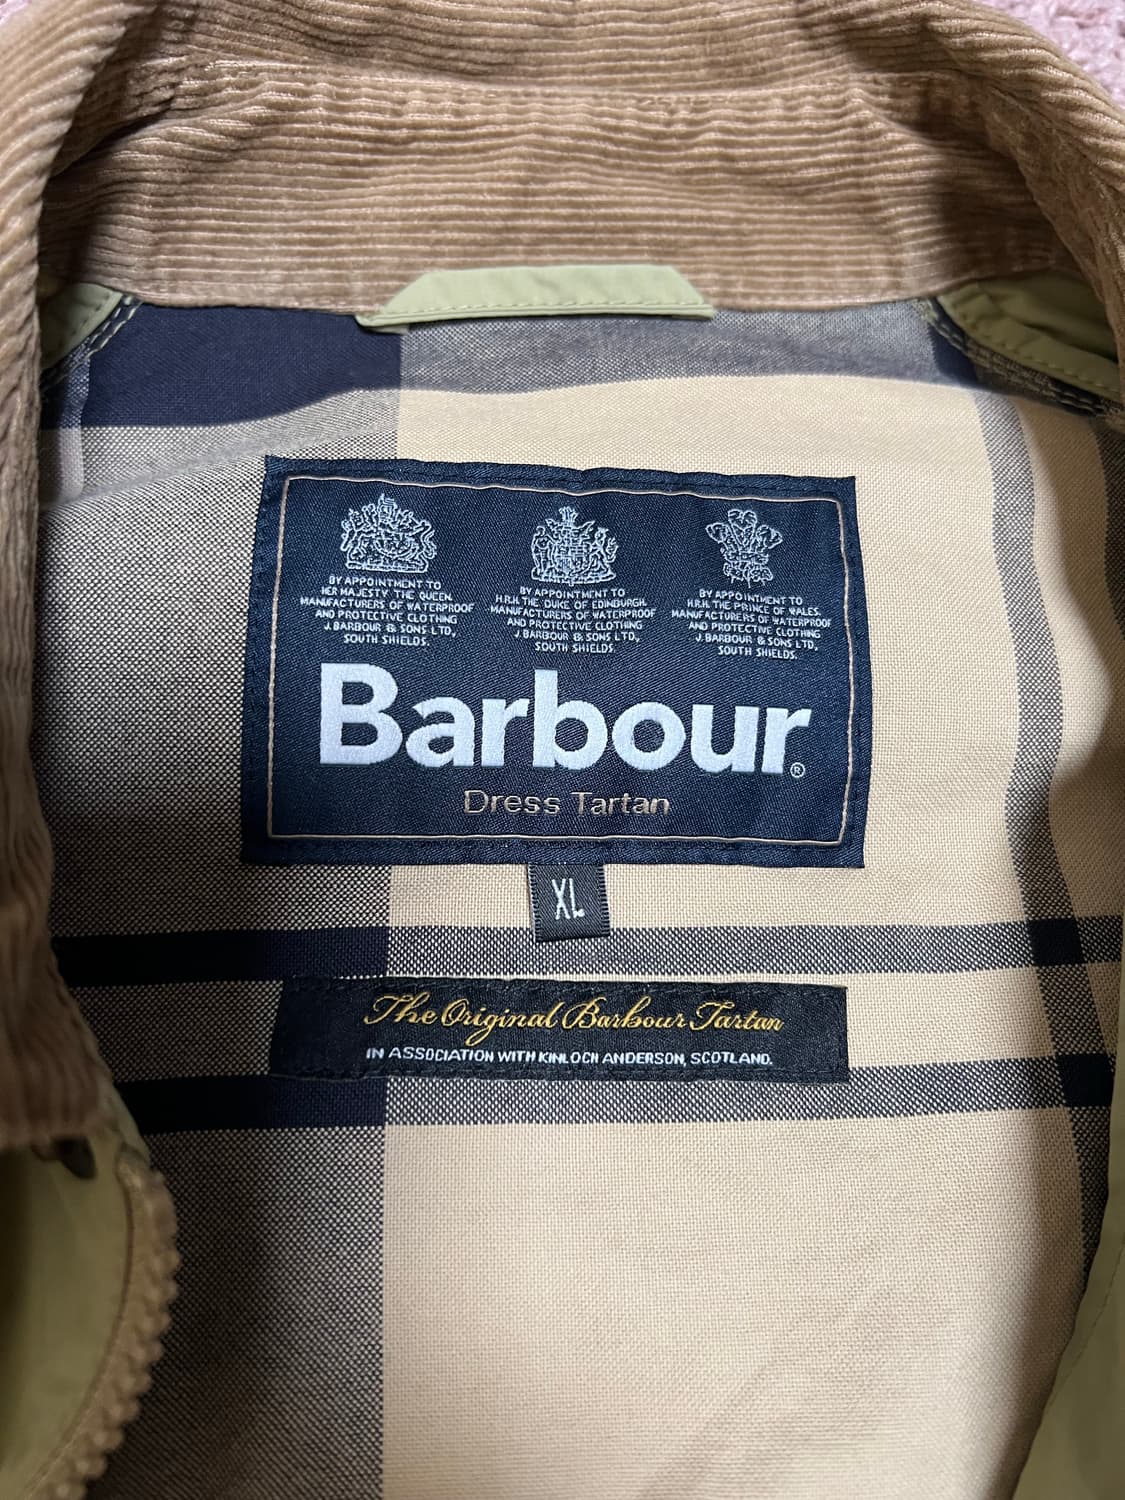 BY APPOINTMENT TO
HER MAJESTY THE QUEEN.
MANUFACTURERS OF WATERPROOF
AND PROTECTIVE CLOTHING
J. BARBOUR & SONS LTD.,
SOUTH SHIELDS.
BY APPOINTMENT TO
H.R.H. THE DUKE OF EDINBURGH.
MANUFACTURERS OF WATERPROOF
AND PROTECTIVE CLOTHING
J. BARBOUR & SONS LTD,
SOUTH SHIELDS.
BY APPOINTMENT TO
H.R.H. THE PRINCE OF WALES.
MANUFACTURERS OF WATERPROOF
AND PROTECTIVE CLOTHING
J. BARBOUR & SONS LTD,
SOUTH SHIELDS.
Barbour®
Dress Tartan
XL
The Original Barbour Tartan
IN ASSOCIATION WITH KINLOCH ANDERSON, SCOTLAND.